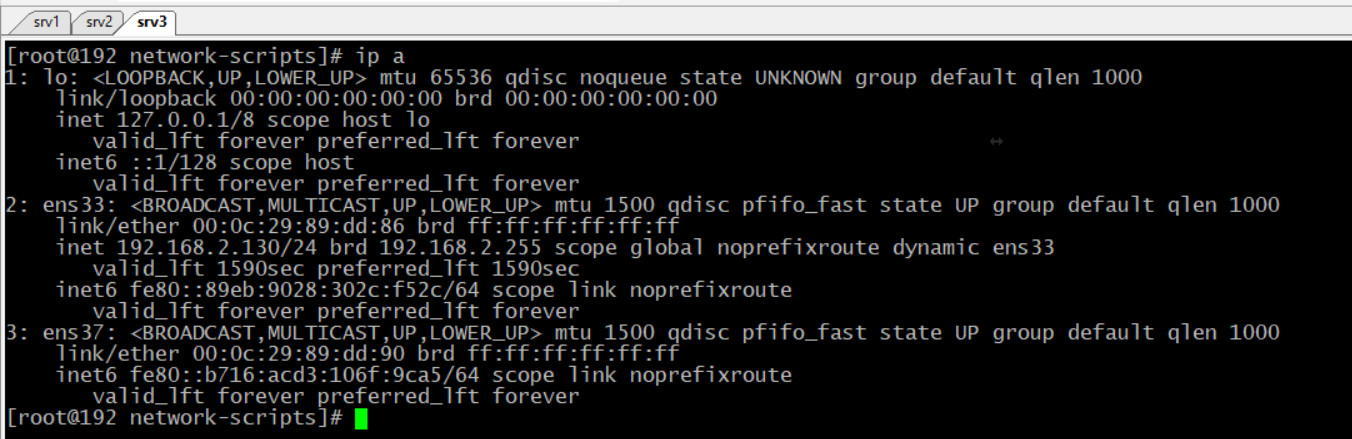 srv1 srv2 srv3
[root@192 network-scripts]# ip a
1: lo: <LOOPBACK,UP,LOWER_UP> mtu 65536 qdisc noqueue state UNKNOWN group default qlen 1000
    link/loopback 00:00:00:00:00:00 brd 00:00:00:00:00:00
    inet 127.0.0.1/8 scope host lo
       valid_lft forever preferred_lft forever
    inet6 ::1/128 scope host
       valid_lft forever preferred_lft forever
2: ens33: <BROADCAST,MULTICAST,UP,LOWER_UP> mtu 1500 qdisc pfifo_fast state UP group default qlen 1000
    link/ether 00:0c:29:89:dd:86 brd ff:ff:ff:ff:ff:ff
    inet 192.168.2.130/24 brd 192.168.2.255 scope global noprefixroute dynamic ens33
       valid_lft 1590sec preferred_lft 1590sec
    inet6 fe80::89eb:9028:302c:f52c/64 scope link noprefixroute
       valid_lft forever preferred_lft forever
3: ens37: <BROADCAST,MULTICAST,UP,LOWER_UP> mtu 1500 qdisc pfifo_fast state UP group default qlen 1000
    link/ether 00:0c:29:89:dd:90 brd ff:ff:ff:ff:ff:ff
    inet6 fe80::b716:acd3:106f:9ca5/64 scope link noprefixroute
       valid_lft forever preferred_lft forever
[root@192 network-scripts]#